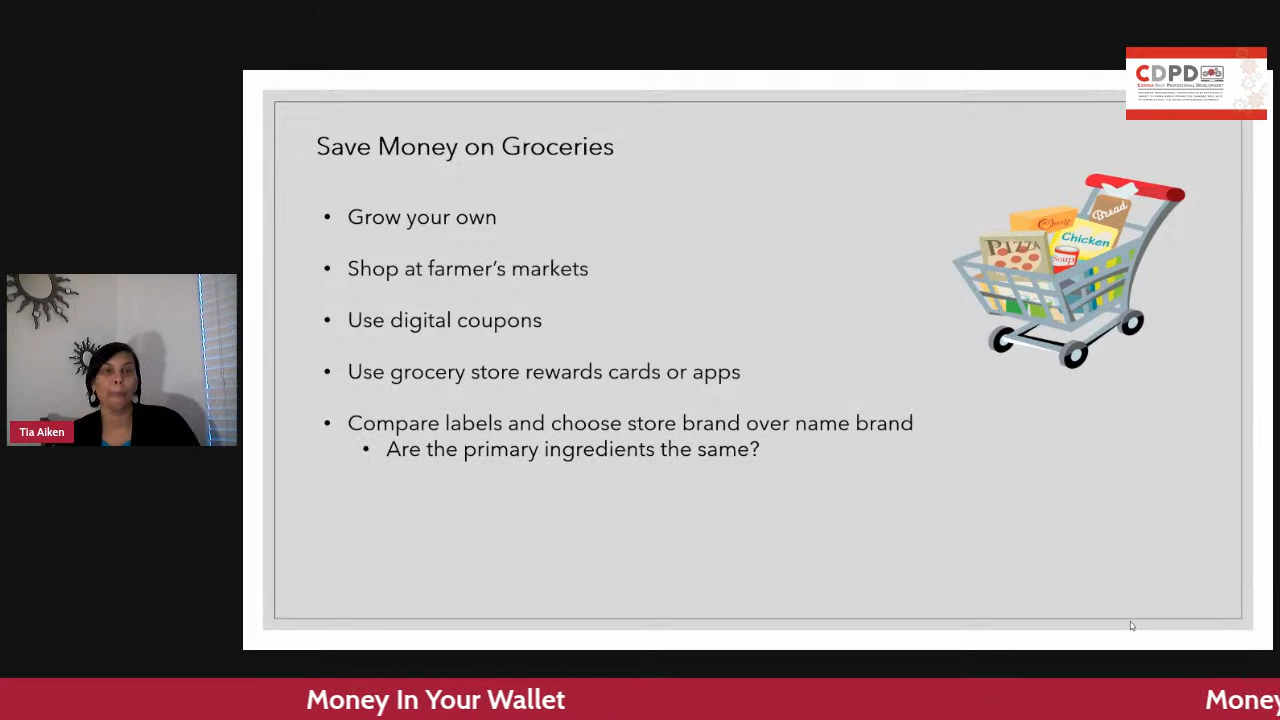 CDPD
Save Money on Groceries
• Grow your own
• Shop at farmer's markets
• Use digital coupons
• Use grocery store rewards cards or apps
• Compare labels and choose store brand over name brand
• Are the primary ingredients the same?
Bread
Cheese
Chicken
PIZZA
Soup
Tia Aiken
Money In Your Wallet
Money